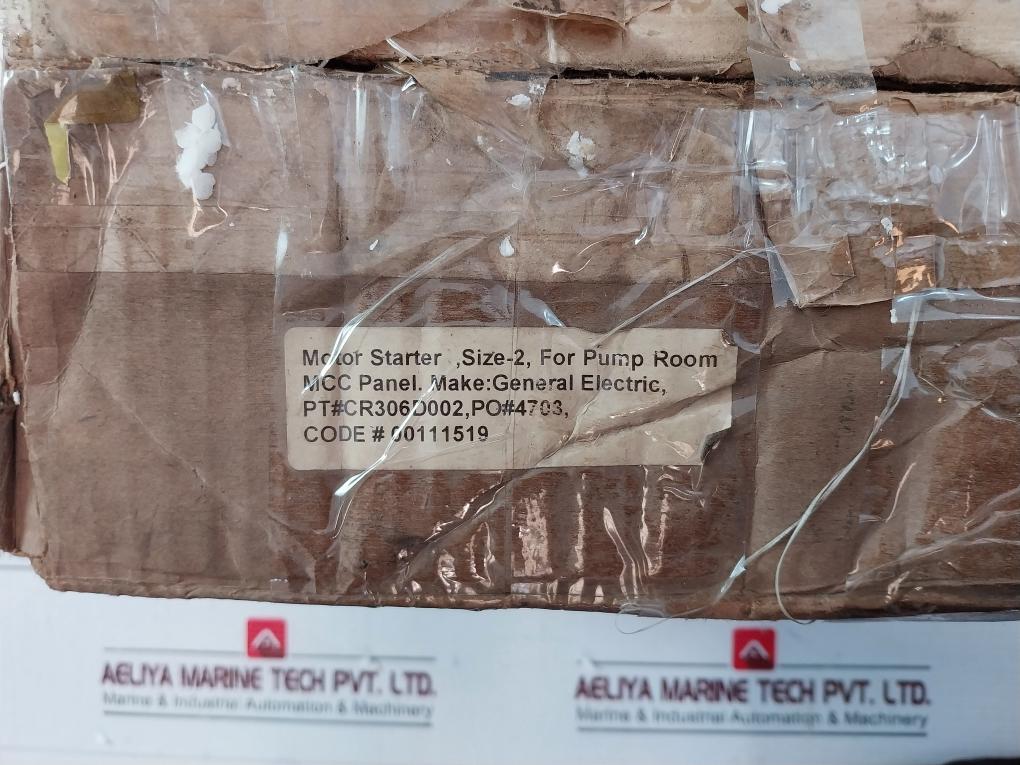 Motor Starter ,Size-2, For Pump Room
MCC Panel. Make:General Electric,
PT#CR306D002,PO#4703,
CODE # 00111519
AELIYA MARINE TECH PVT. LTD.
Marine & Industrial Automation & Machinery
AELIYA MARINE TECH PVT. LTD.
Marine & Industrial Automation & Machinery